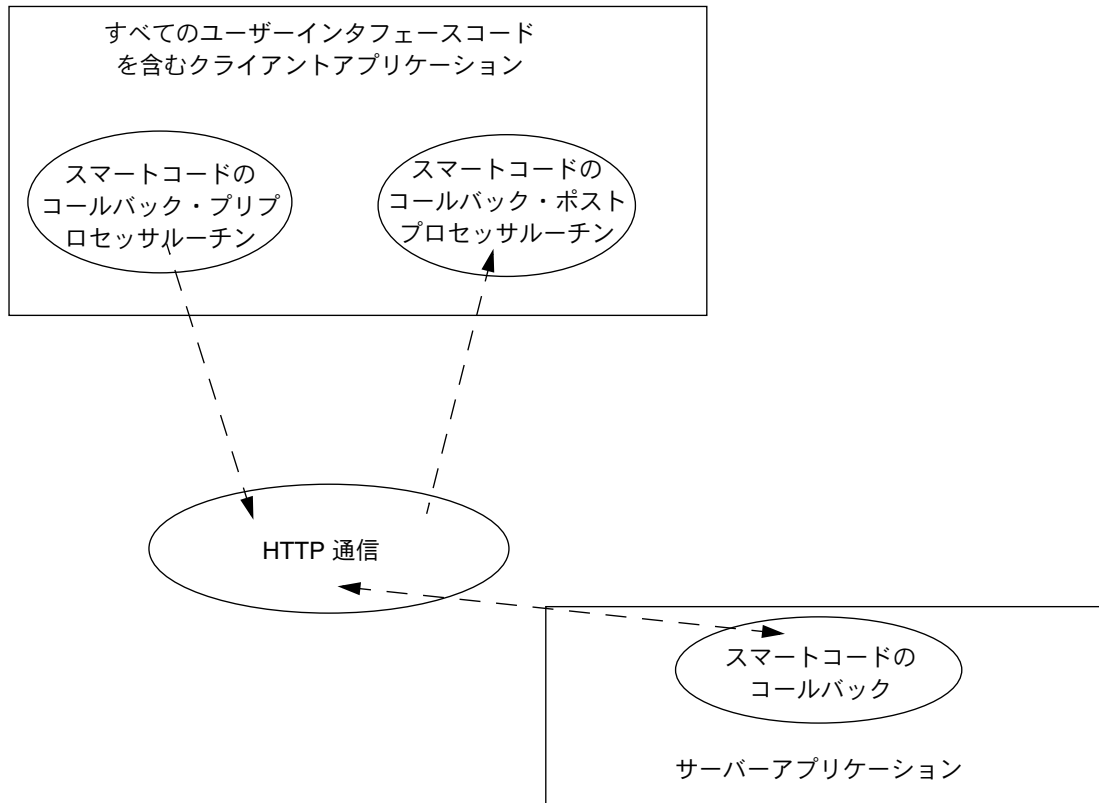 すべてのユーザーインタフェースコード
を含むクライアントアプリケーション
スマートコードの
コールバック・プリプ
ロセッサルーチン
スマートコードの
コールバック・ポスト
プロセッサルーチン
HTTP 通信
スマートコードの
コールバック
サーバーアプリケーション